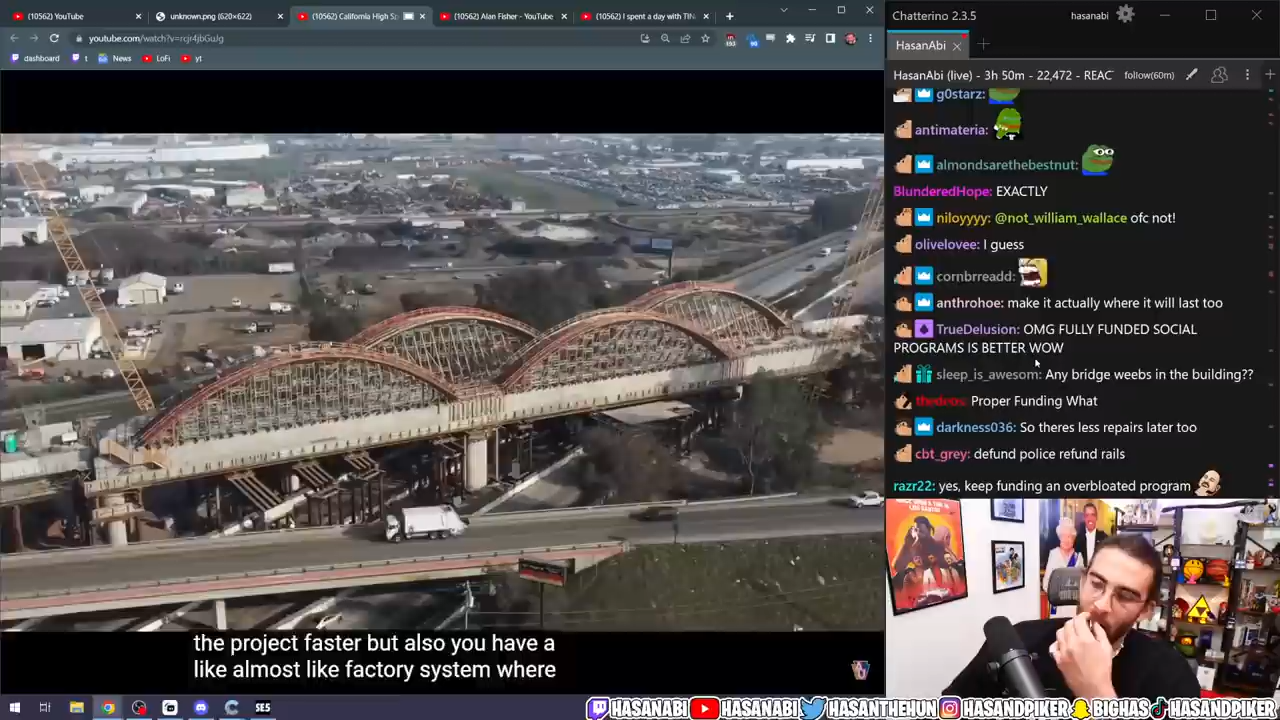 (10562) YouTube
unknown.png (620×622)
(10562) California High S
(10562) Alan Fisher - YouTube
(10562) I spent a day with TIN
youtube.com/watch?v=rcjr4jbGuJg
dashboard
t
News
LoFi
yt
Chatterino 2.3.5
hasanabi
HasanAbi
HasanAbi (live) - 3h 50m - 22,472 - REAC
follow(60m)
g0starz:
antimateria:
almondsarethebestnut:
BlunderedHope: EXACTLY
niloyyyy: @not_william_wallace ofc not!
olivelovee: I guess
cornbrreadd:
anthrohoe: make it actually where it will last too
TrueDelusion: OMG FULLY FUNDED SOCIAL
PROGRAMS IS BETTER WOW
sleep_is_awesom: Any bridge weebs in the building??
Proper Funding What
darkness036: So theres less repairs later too
cbt_grey: defund police refund rails
razr22: yes, keep funding an overbloated program
the project faster but also you have a
like almost like factory system where
HASANABI HASANABI HASANTHEHUN HASANDPIKER BIGHAS HASANDPIKER